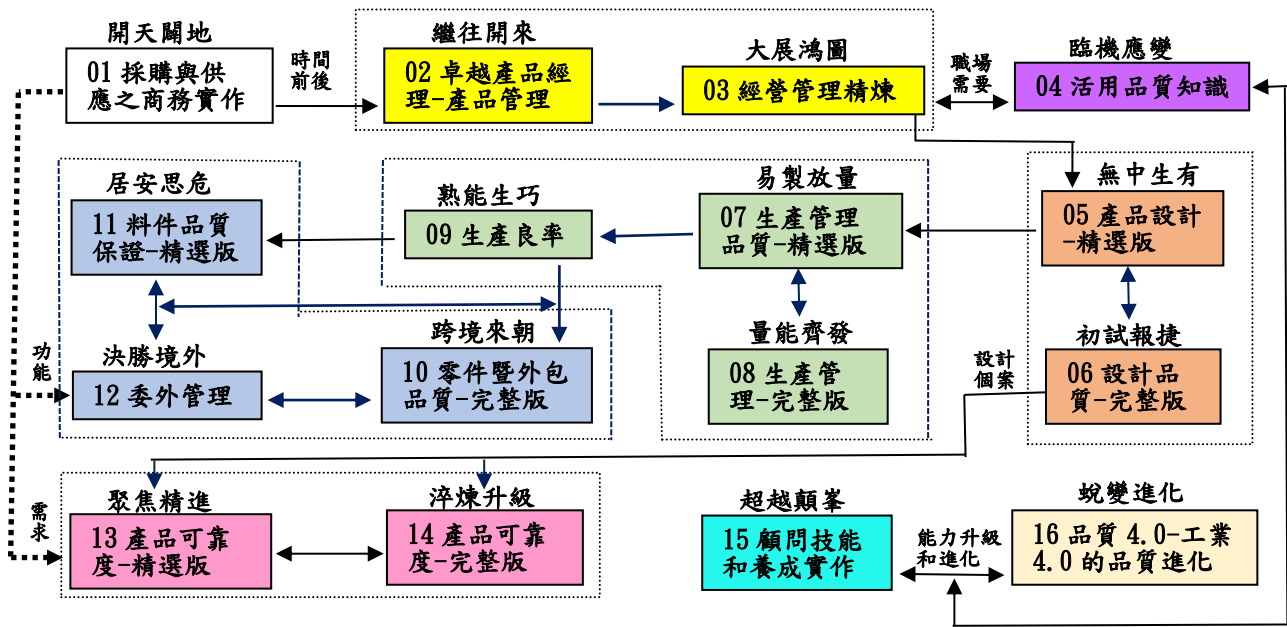 開天闢地
01 採購與供
應之商務實作
時間
前後
繼往開來
02 卓越產品經
理-產品管理
大展鴻圖
03 經營管理精煉
職場
需要
臨機應變
04 活用品質知識
居安思危
11 料件品質
保證-精選版
熟能生巧
09 生產良率
易製放量
07 生產管理
品質-精選版
無中生有
05 產品設計
-精選版
功
能
決勝境外
12 委外管理
跨境來朝
10 零件暨外包
品質-完整版
量能齊發
08 生產管
理-完整版
設計
個案
初試報捷
06 設計品
質-完整版
需
求
聚焦精進
13 產品可靠
度-精選版
淬煉升級
14 產品可靠
度-完整版
超越顛峯
15 顧問技能
和養成實作
能力升級
和進化
蛻變進化
16 品質 4.0-工業
4.0 的品質進化